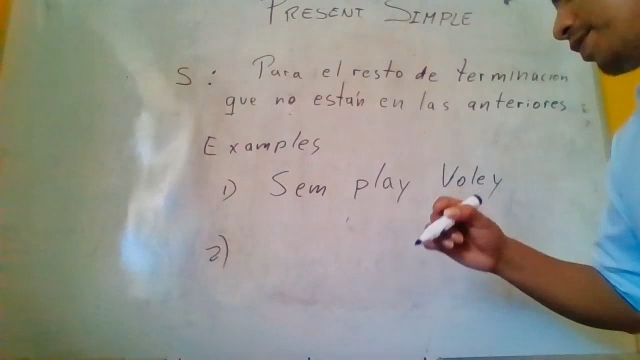 PRESENT SIMPLE
S: Para el resto de terminacion
que no están en las anteriores
Examples
1) Sem play Voley
2)